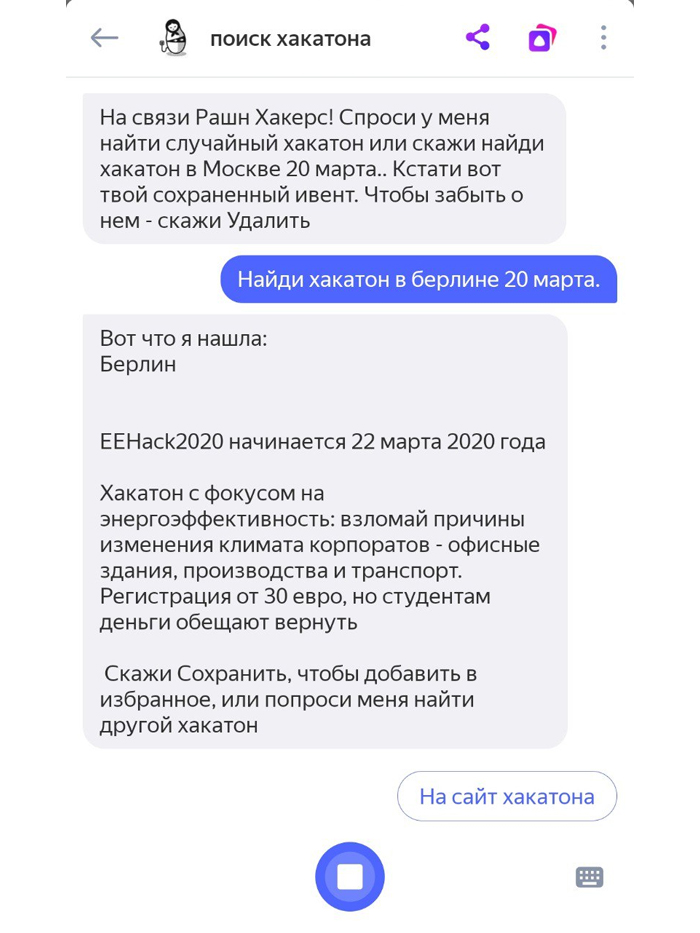 поиск хакатона
На связи Рашн Хакерс! Спроси у меня
найти случайный хакатон или скажи найди
хакатон в Москве 20 марта.. Кстати вот
твой сохраненный ивент. Чтобы забыть о
нем - скажи Удалить
Найди хакатон в берлине 20 марта.
Вот что я нашла:
Берлин
EEHack2020 начинается 22 марта 2020 года
Хакатон с фокусом на
энергоэффективность: взломай причины
изменения климата корпоратов - офисные
здания, производства и транспорт.
Регистрация от 30 евро, но студентам
деньги обещают вернуть
Скажи Сохранить, чтобы добавить в
избранное, или попроси меня найти
другой хакатон
На сайт хакатона